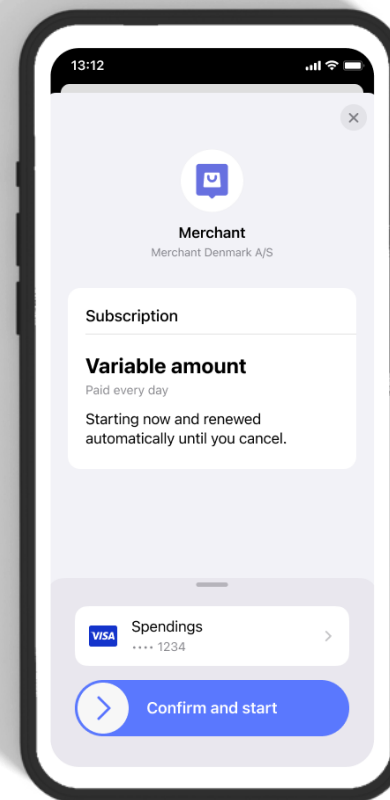 13:12
Merchant
Merchant Denmark A/S
Subscription
Variable amount
Paid every day
Starting now and renewed
automatically until you cancel.
VISA
Spendings
•••• 1234
Confirm and start